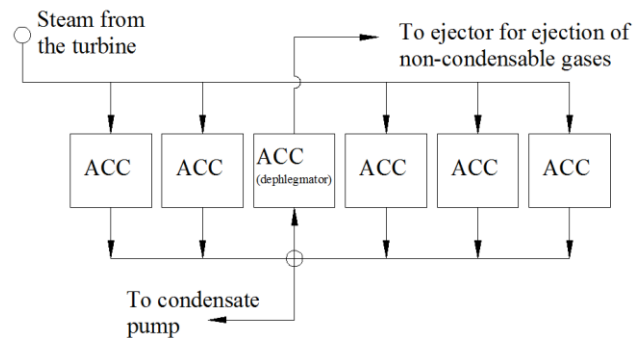 Steam from
the turbine
To ejector for ejection of
non-condensable gases
ACC
ACC
ACC
(dephlegmator)
ACC
ACC
ACC
To condensate
pump